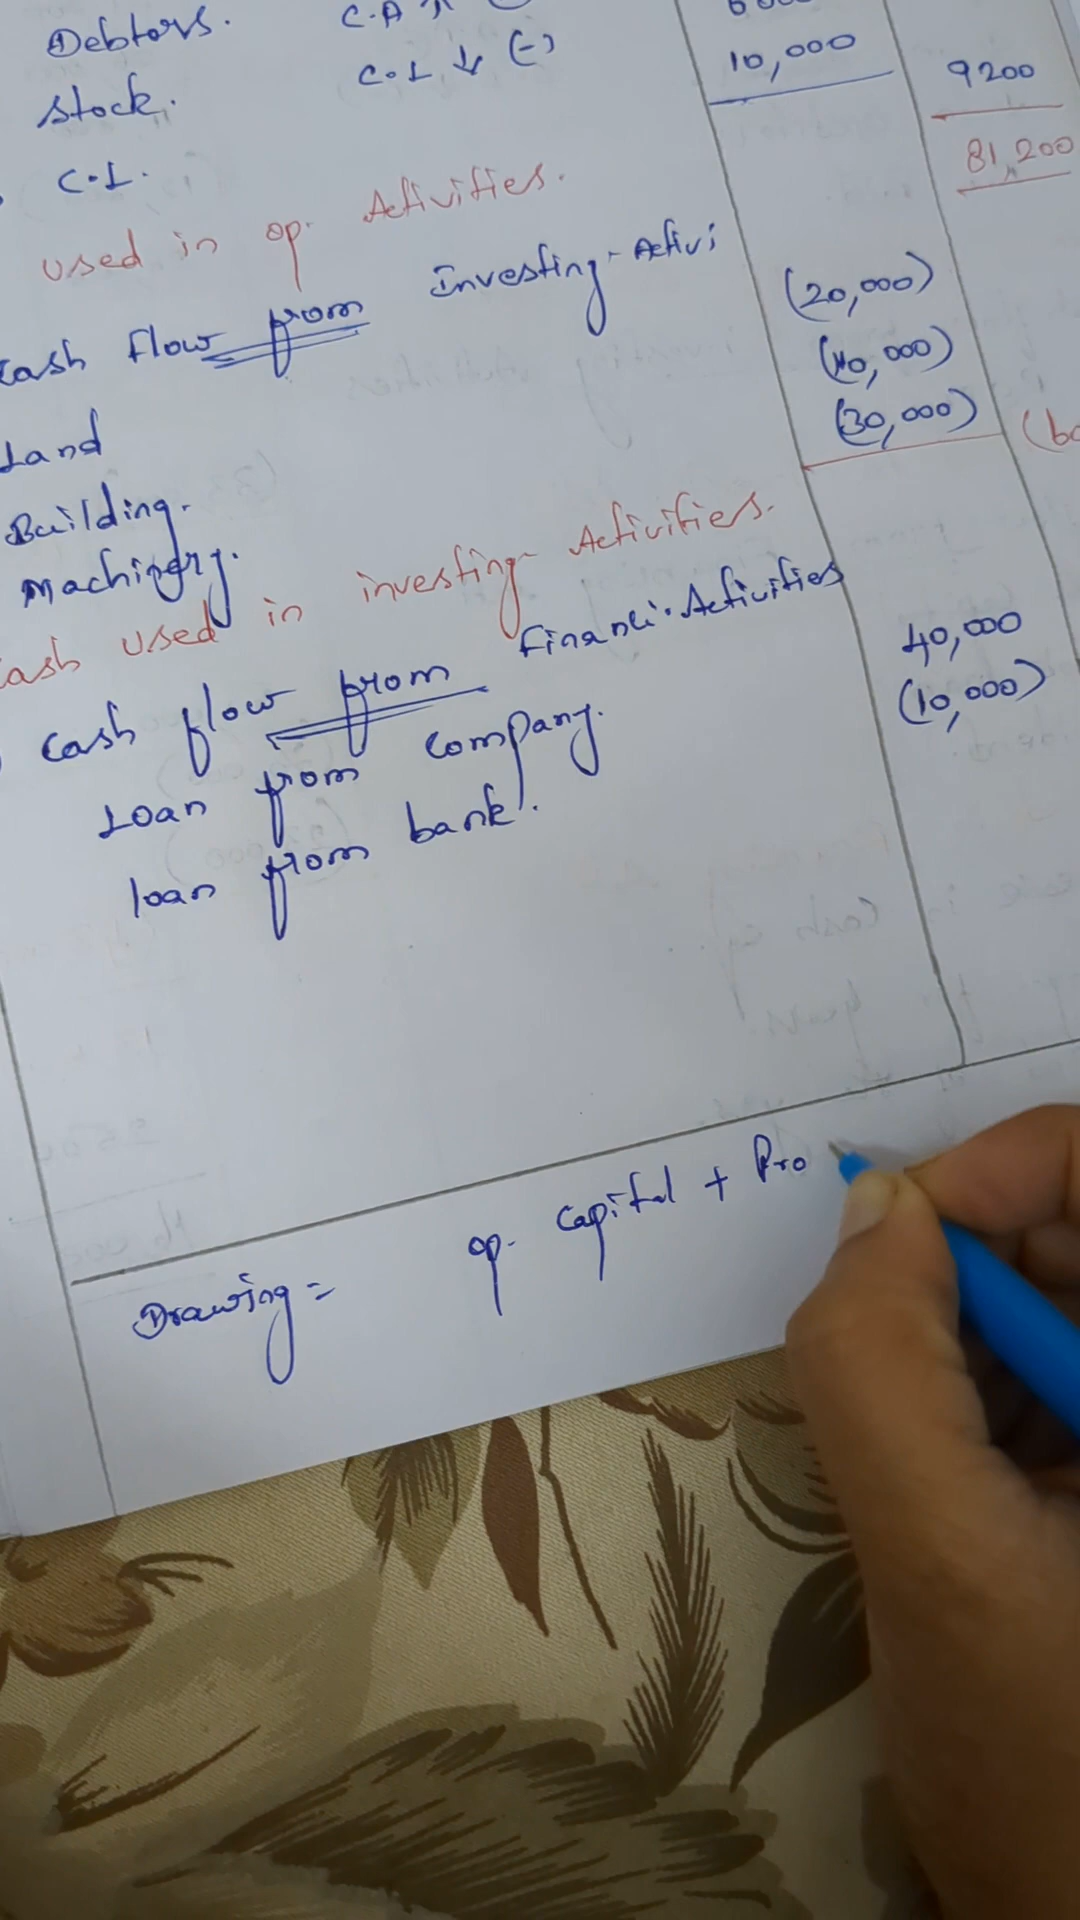 Debtors. C.A
Stock. C.L ↓ (-) 10,000 9200
C.L. 81,200
used in op. Activities.
Cash flow from Investing Activi
Land (20,000)
Building. (40,000)
Machinery. (30,000)
Cash used in investing Activities.
Cash flow from Financi. Activities
Loan from company. 40,000
loan from bank. (10,000)
Drawing = op. capital + Pro